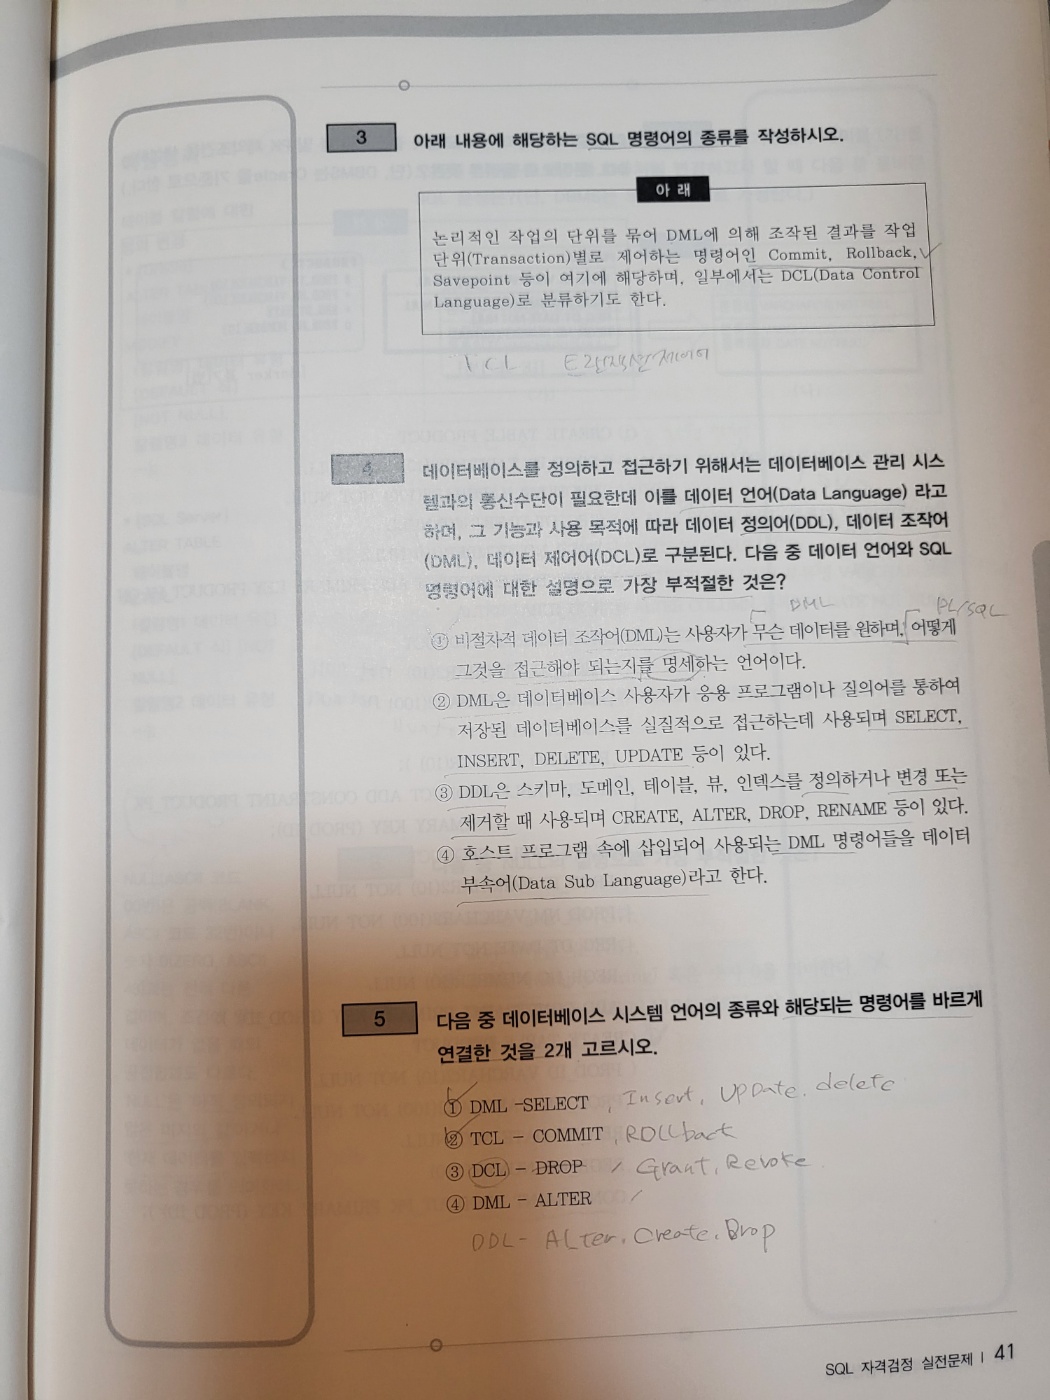 3 아래 내용에 해당하는 SQL 명령어의 종류를 작성하시오.
아 래
논리적인 작업의 단위를 묶어 DML에 의해 조작된 결과를 작업
단위(Transaction)별로 제어하는 명령어인 Commit, Rollback,
Savepoint 등이 여기에 해당하며, 일부에서는 DCL(Data Control
Language)로 분류하기도 한다.
TCL 트랜잭션제어어
4 데이터베이스를 정의하고 접근하기 위해서는 데이터베이스 관리 시스
템과의 통신수단이 필요한데 이를 데이터 언어(Data Language) 라고
하며, 그 기능과 사용 목적에 따라 데이터 정의어(DDL), 데이터 조작어
(DML), 데이터 제어어(DCL)로 구분된다. 다음 중 데이터 언어와 SQL
명령어에 대한 설명으로 가장 부적절한 것은?
DML PL/SQL
① 비절차적 데이터 조작어(DML)는 사용자가 무슨 데이터를 원하며, 어떻게
그것을 접근해야 되는지를 명세하는 언어이다.
② DML은 데이터베이스 사용자가 응용 프로그램이나 질의어를 통하여
저장된 데이터베이스를 실질적으로 접근하는데 사용되며 SELECT,
INSERT, DELETE, UPDATE 등이 있다.
③ DDL은 스키마, 도메인, 테이블, 뷰, 인덱스를 정의하거나 변경 또는
제거할 때 사용되며 CREATE, ALTER, DROP, RENAME 등이 있다.
④ 호스트 프로그램 속에 삽입되어 사용되는 DML 명령어들을 데이터
부속어(Data Sub Language)라고 한다.
5 다음 중 데이터베이스 시스템 언어의 종류와 해당되는 명령어를 바르게
연결한 것을 2개 고르시오.
① DML -SELECT , Insert, UPDate, delete
② TCL - COMMIT , ROLLback
③ DCL - DROP / Grant, Revoke
④ DML - ALTER /
DDL - ALter, Create, Drop
SQL 자격검정 실전문제 | 41